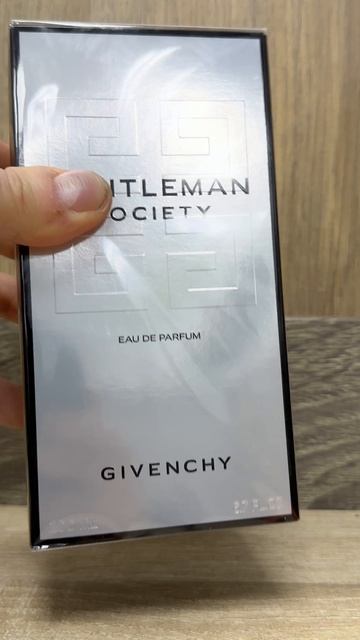 NTLEMAN
OCIETY
EAU DE PARFUM
GIVENCHY